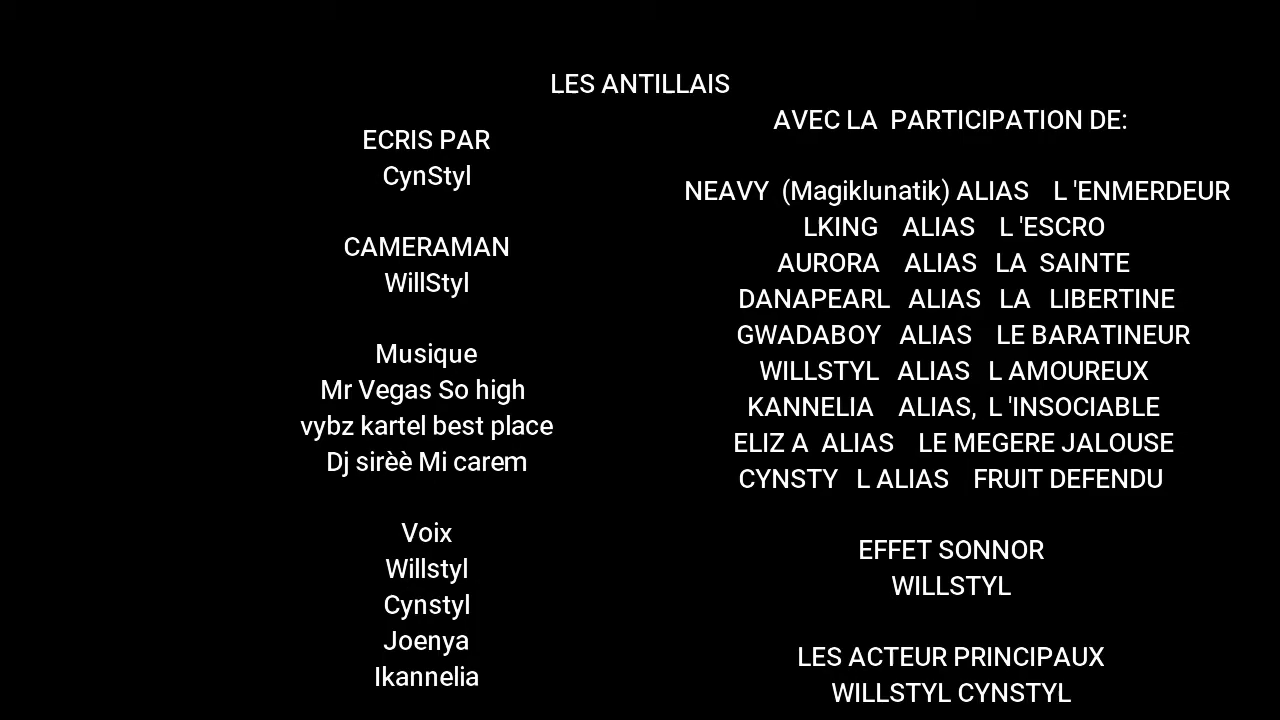 LES ANTILLAIS
ECRIS PAR
CynStyl
CAMERAMAN
WillStyl
Musique
Mr Vegas So high
vybz kartel best place
Dj sirèè Mi carem
Voix
Willstyl
Cynstyl
Joenya
Ikannelia
AVEC LA PARTICIPATION DE:
NEAVY (Magiklunatik) ALIAS L 'ENMERDEUR
LKING ALIAS L 'ESCRO
AURORA ALIAS LA SAINTE
DANAPEARL ALIAS LA LIBERTINE
GWADABOY ALIAS LE BARATINEUR
WILLSTYL ALIAS L AMOUREUX
KANNELIA ALIAS, L 'INSOCIABLE
ELIZ A ALIAS LE MEGERE JALOUSE
CYNSTY L ALIAS FRUIT DEFENDU
EFFET SONNOR
WILLSTYL
LES ACTEUR PRINCIPAUX
WILLSTYL CYNSTYL